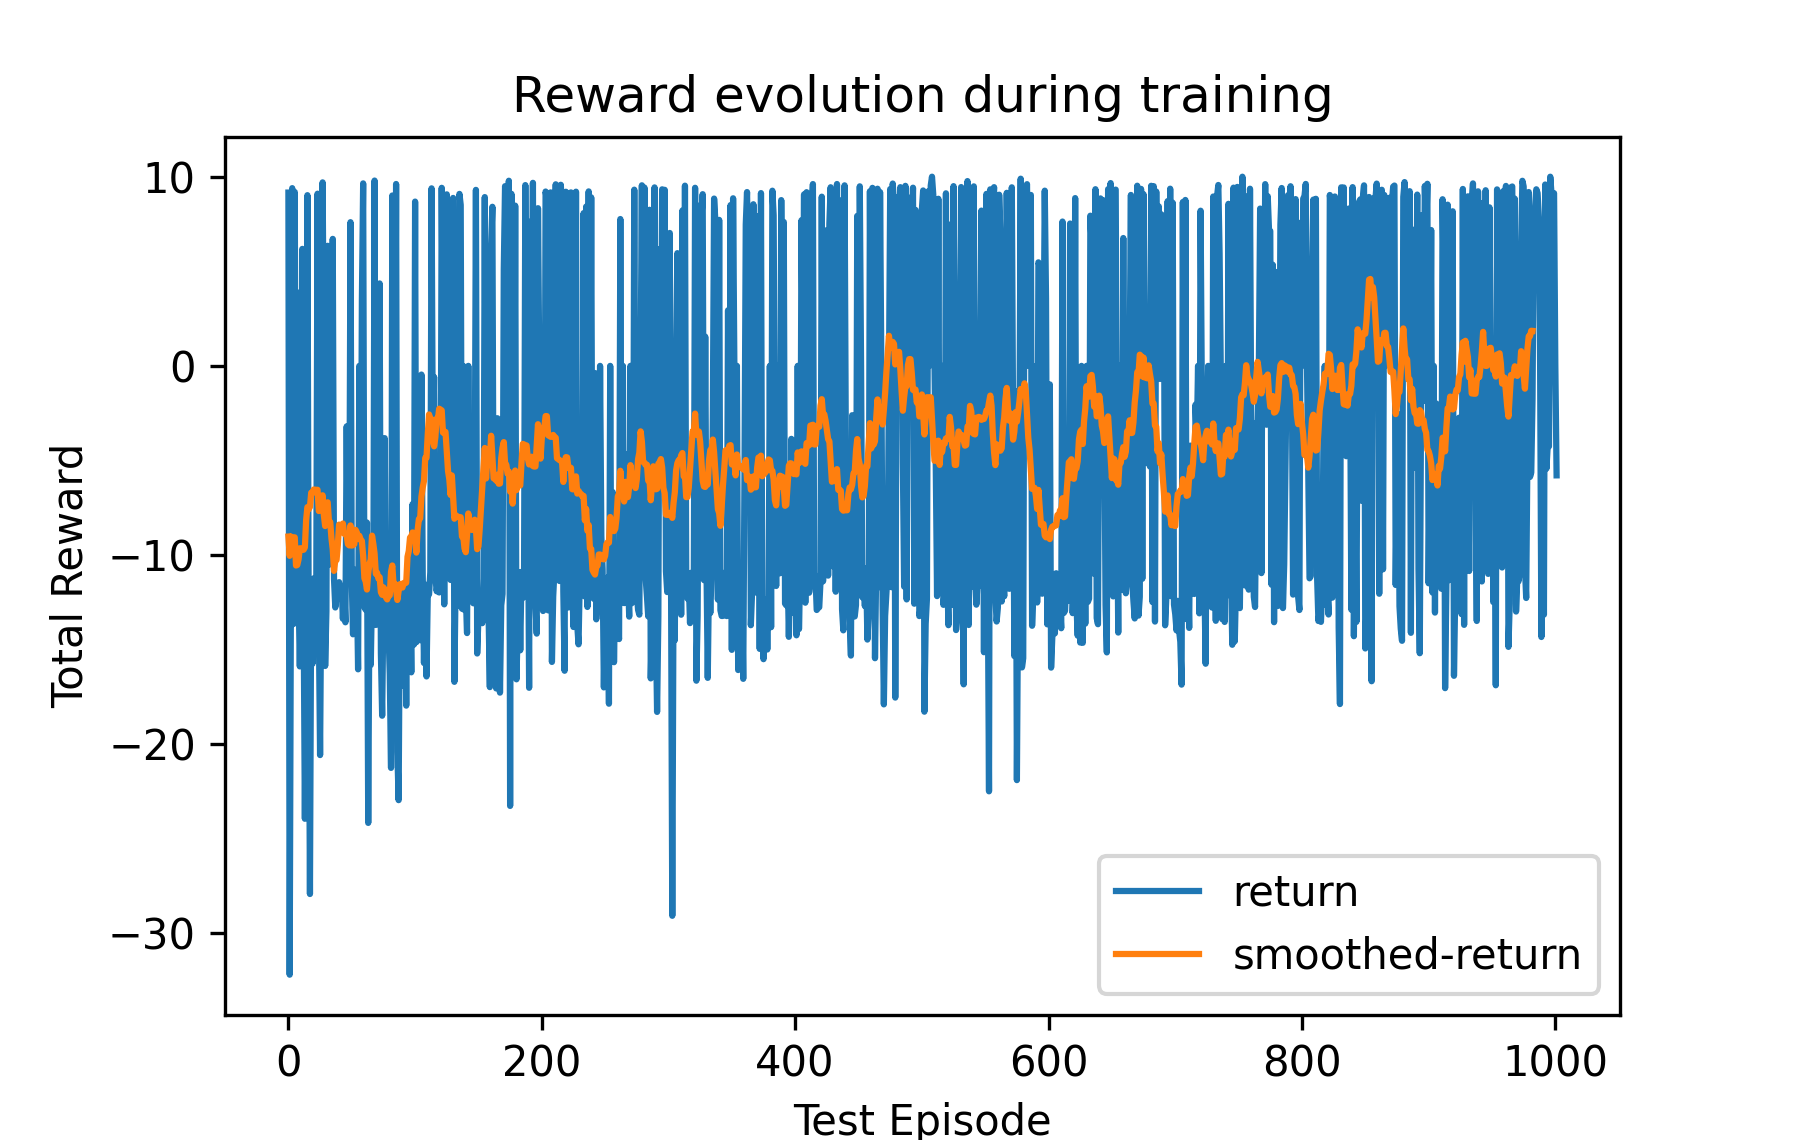 Reward evolution during training
Total Reward
10
0
−10
−20
−30
return
smoothed-return
0 200 400 600 800 1000
Test Episode